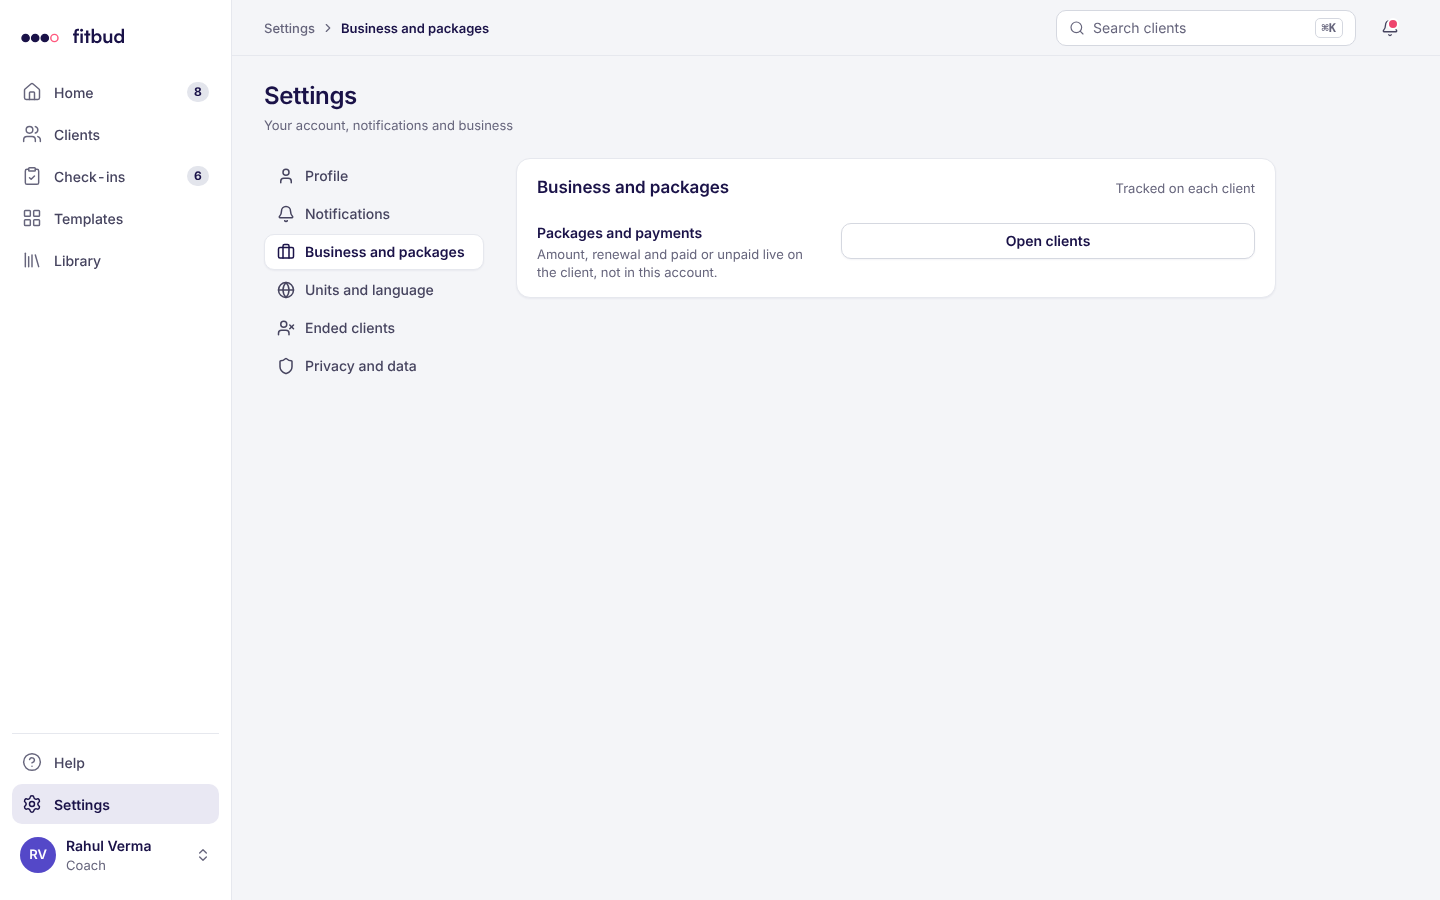 fitbud
Home 8
Clients
Check-ins 6
Templates
Library
Help
Settings
RV
Rahul Verma
Coach
Settings > Business and packages
Search clients ⌘K
Settings
Your account, notifications and business
Profile
Notifications
Business and packages
Units and language
Ended clients
Privacy and data
Business and packages
Tracked on each client
Packages and payments
Amount, renewal and paid or unpaid live on
the client, not in this account.
Open clients